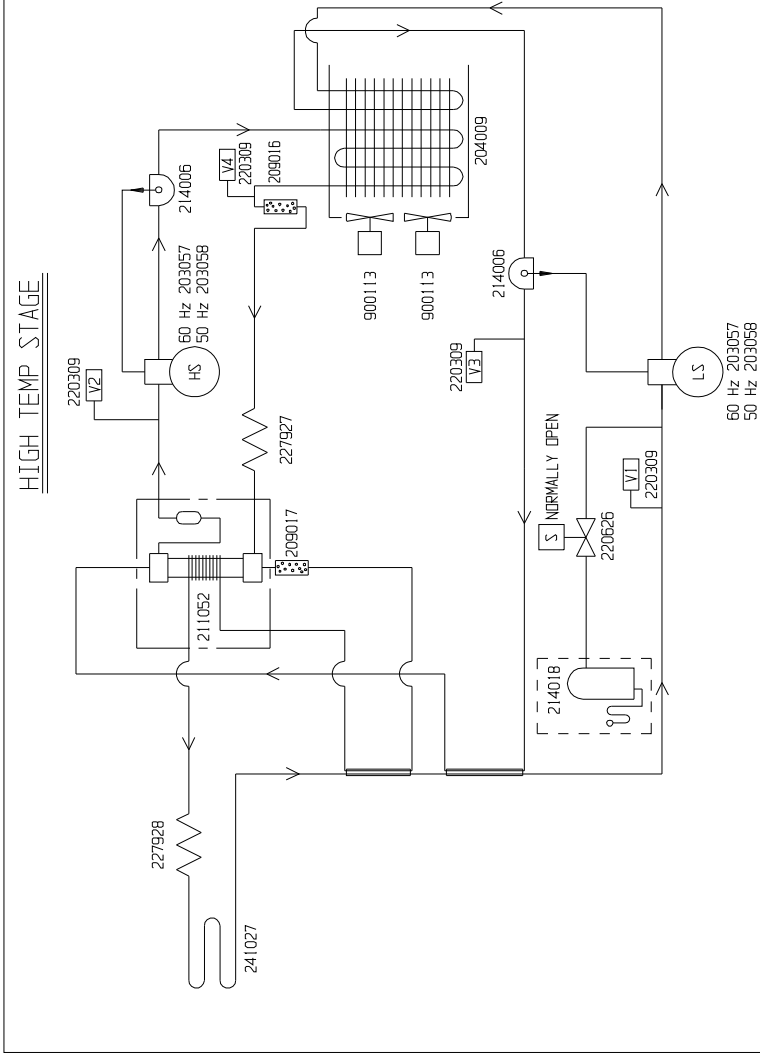 HIGH TEMP STAGE
220309
V2
227928
214006
60 Hz 203057
50 Hz 203058
HS
211052
V4
220309
241027
209016
227927
209017
900113
900113
220309
V3
204009
214006
S NORMALLY OPEN
214018
220626
V1
220309
LS
60 Hz 203057
50 Hz 203058